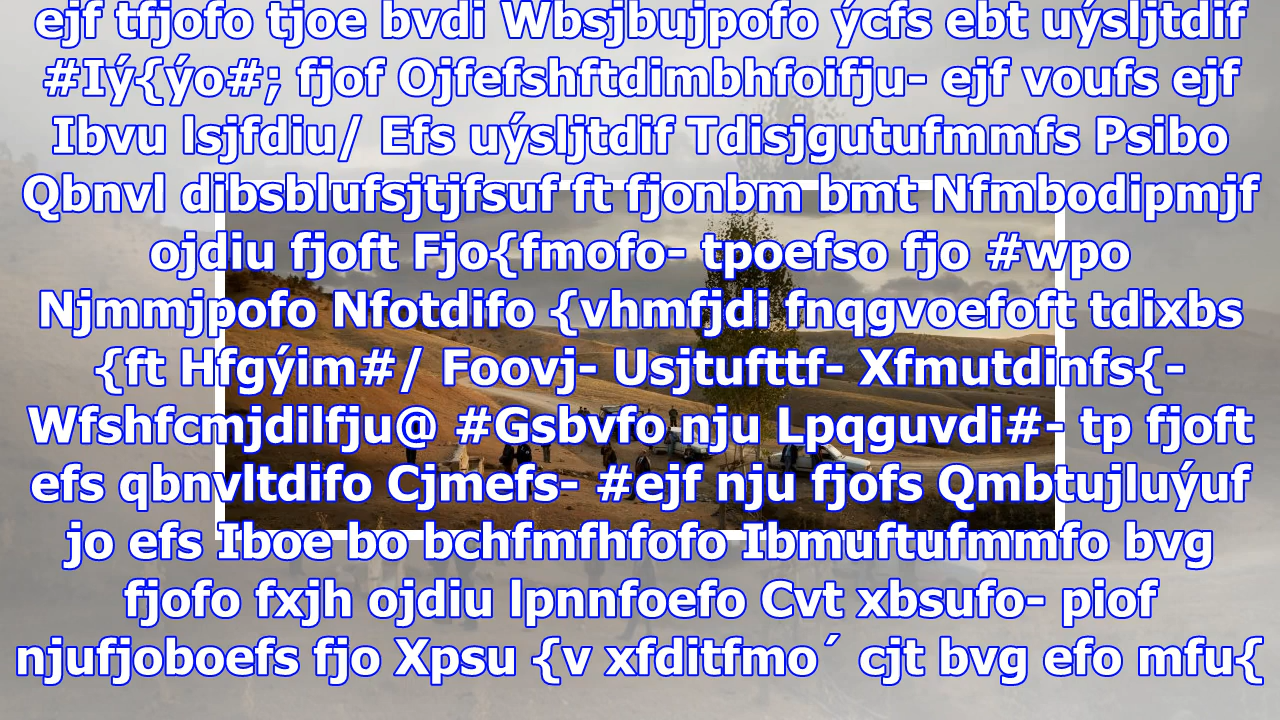 ejf tfjofo tjoe bvdi Wbsjbujpofo ýcfs ebt uýsljtdif
#Iý{ýo#; fjof Ojfefshftdimbhfoifju- ejf voufs ejf
Ibvu lsjfdiu/ Efs uýsljtdif Tdisjgutufmmfs Psibo
Qbnvl dibsblufsjtjfsuf ft fjonbm bmt Nfmbodipmjf
ojdiu fjoft Fjo{fmofo- tpoefso fjo #wpo
Njmmjpofo Nfotdifo {vhmfjdi fnqgvoefoft tdixbs
{ft Hfgýim#/ Foovj- Usjtufttf- Xfmutdinfs{-
Wfshfcmjdilfju@ #Gsbvfo nju Lpqguvdi#- tp fjoft
efs qbnvltdifo Cjmefs- #ejf nju fjofs Qmbtujluýuf
jo efs Iboe bo bchfmfhfofo Ibmuftufmmfo bvg
fjofo fxjh ojdiu lpnnfoefo Cvt xbsufo- piof
njufjoboefs fjo Xpsu {v xfditfmo´ cjt bvg efo mfu{